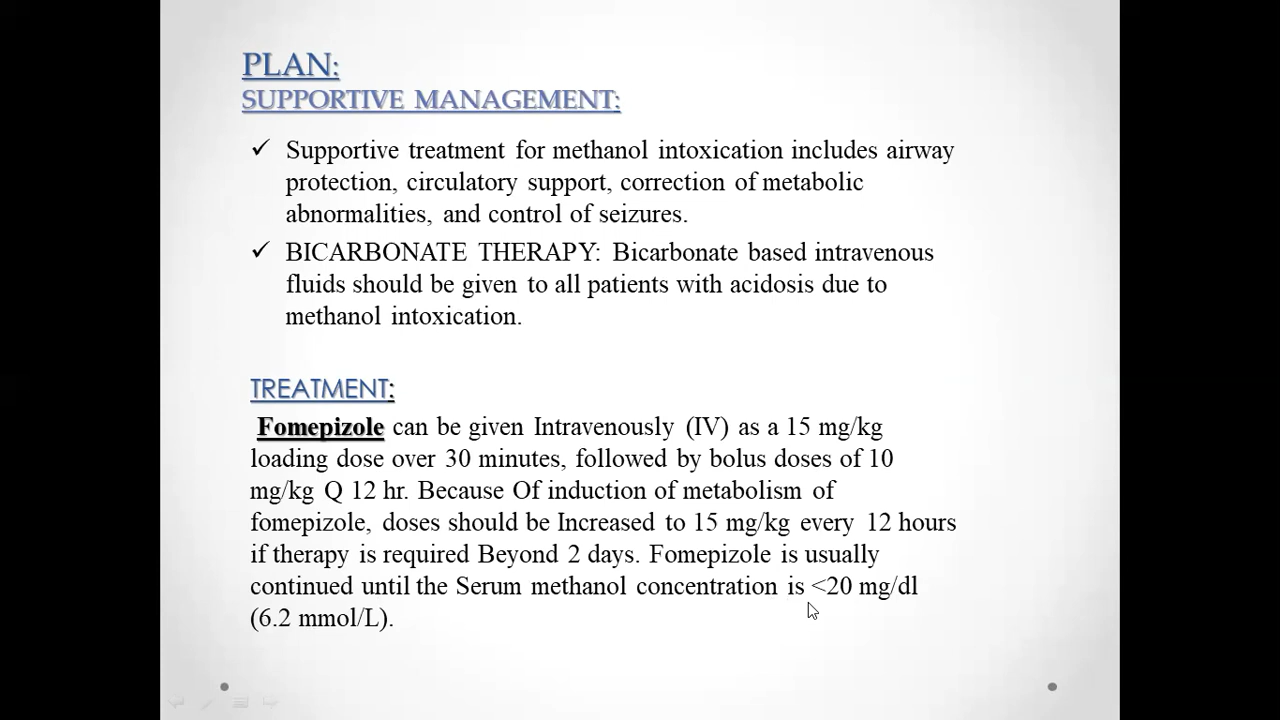 PLAN:
SUPPORTIVE MANAGEMENT:
✓ Supportive treatment for methanol intoxication includes airway
protection, circulatory support, correction of metabolic
abnormalities, and control of seizures.
✓ BICARBONATE THERAPY: Bicarbonate based intravenous
fluids should be given to all patients with acidosis due to
methanol intoxication.
TREATMENT:
Fomepizole can be given Intravenously (IV) as a 15 mg/kg
loading dose over 30 minutes, followed by bolus doses of 10
mg/kg Q 12 hr. Because Of induction of metabolism of
fomepizole, doses should be Increased to 15 mg/kg every 12 hours
if therapy is required Beyond 2 days. Fomepizole is usually
continued until the Serum methanol concentration is <20 mg/dl
(6.2 mmol/L).